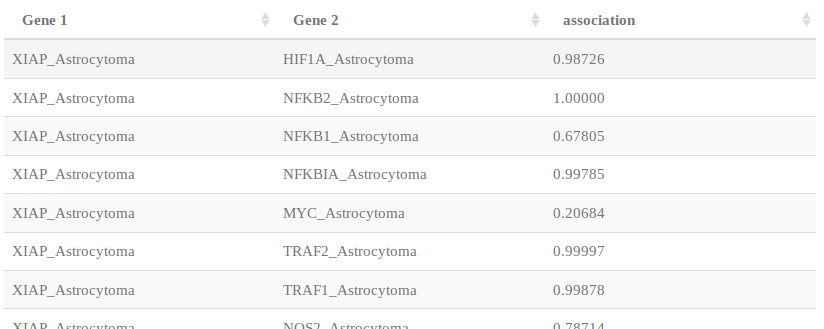 Gene 1 Gene 2 association
XIAP_Astrocytoma HIF1A_Astrocytoma 0.98726
XIAP_Astrocytoma NFKB2_Astrocytoma 1.00000
XIAP_Astrocytoma NFKB1_Astrocytoma 0.67805
XIAP_Astrocytoma NFKBIA_Astrocytoma 0.99785
XIAP_Astrocytoma MYC_Astrocytoma 0.20684
XIAP_Astrocytoma TRAF2_Astrocytoma 0.99997
XIAP_Astrocytoma TRAF1_Astrocytoma 0.99878
XIAP_Astrocytoma NOS2_Astrocytoma 0.78714